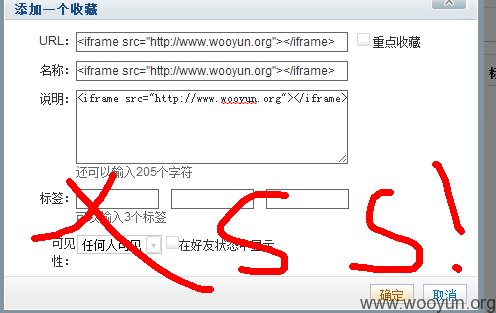 添加一个收藏
URL: <iframe src="http://www.wooyun.org"></iframe> 重点收藏
名称: <iframe src="http://www.wooyun.org"></iframe>
说明: <iframe src="http://www.wooyun.org"></iframe>
还可以输入205个字符
标签:
可以输入3个标签
可见性: 任何人可见 在好友状态中显示
XSS!
确定 取消
www.wooyun.org